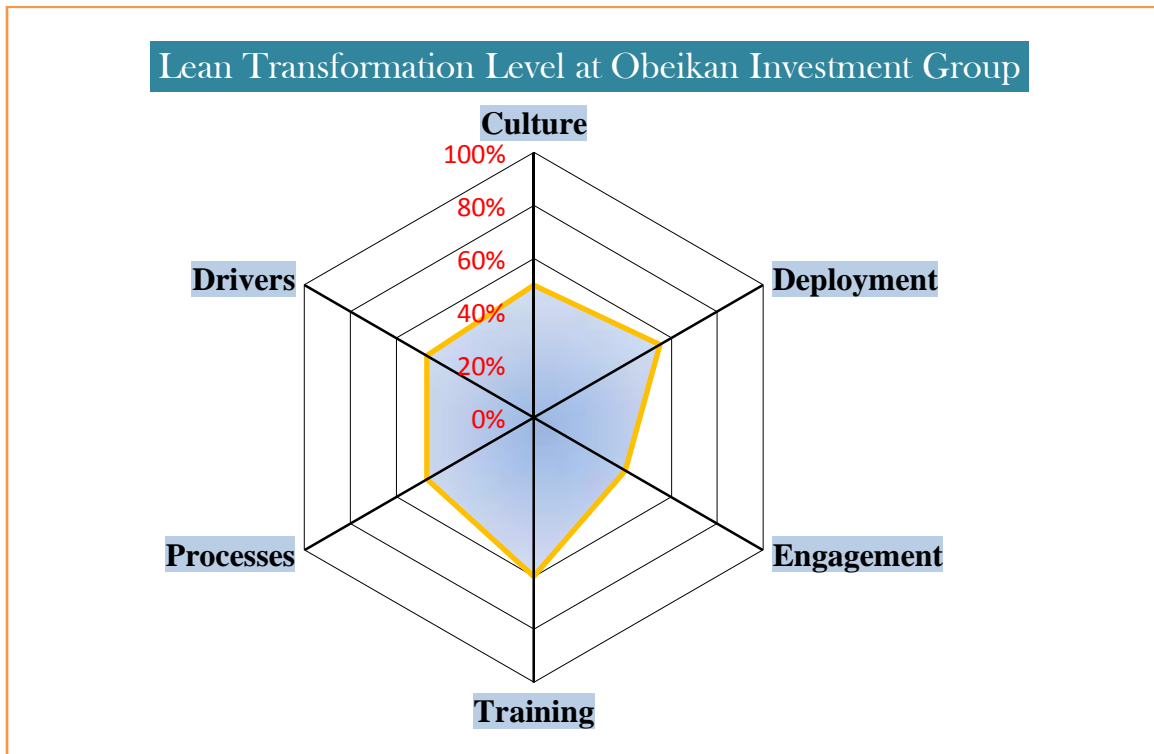 Lean Transformation Level at Obeikan Investment Group
Culture
100%
80%
60%
Drivers
Deployment
40%
20%
0%
Processes
Engagement
Training